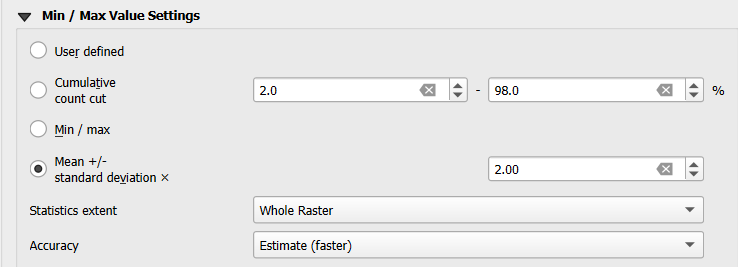 Min / Max Value Settings
User defined
Cumulative
count cut
2.0 - 98.0 %
Min / max
Mean +/-
standard deviation × 2.00
Statistics extent Whole Raster
Accuracy Estimate (faster)